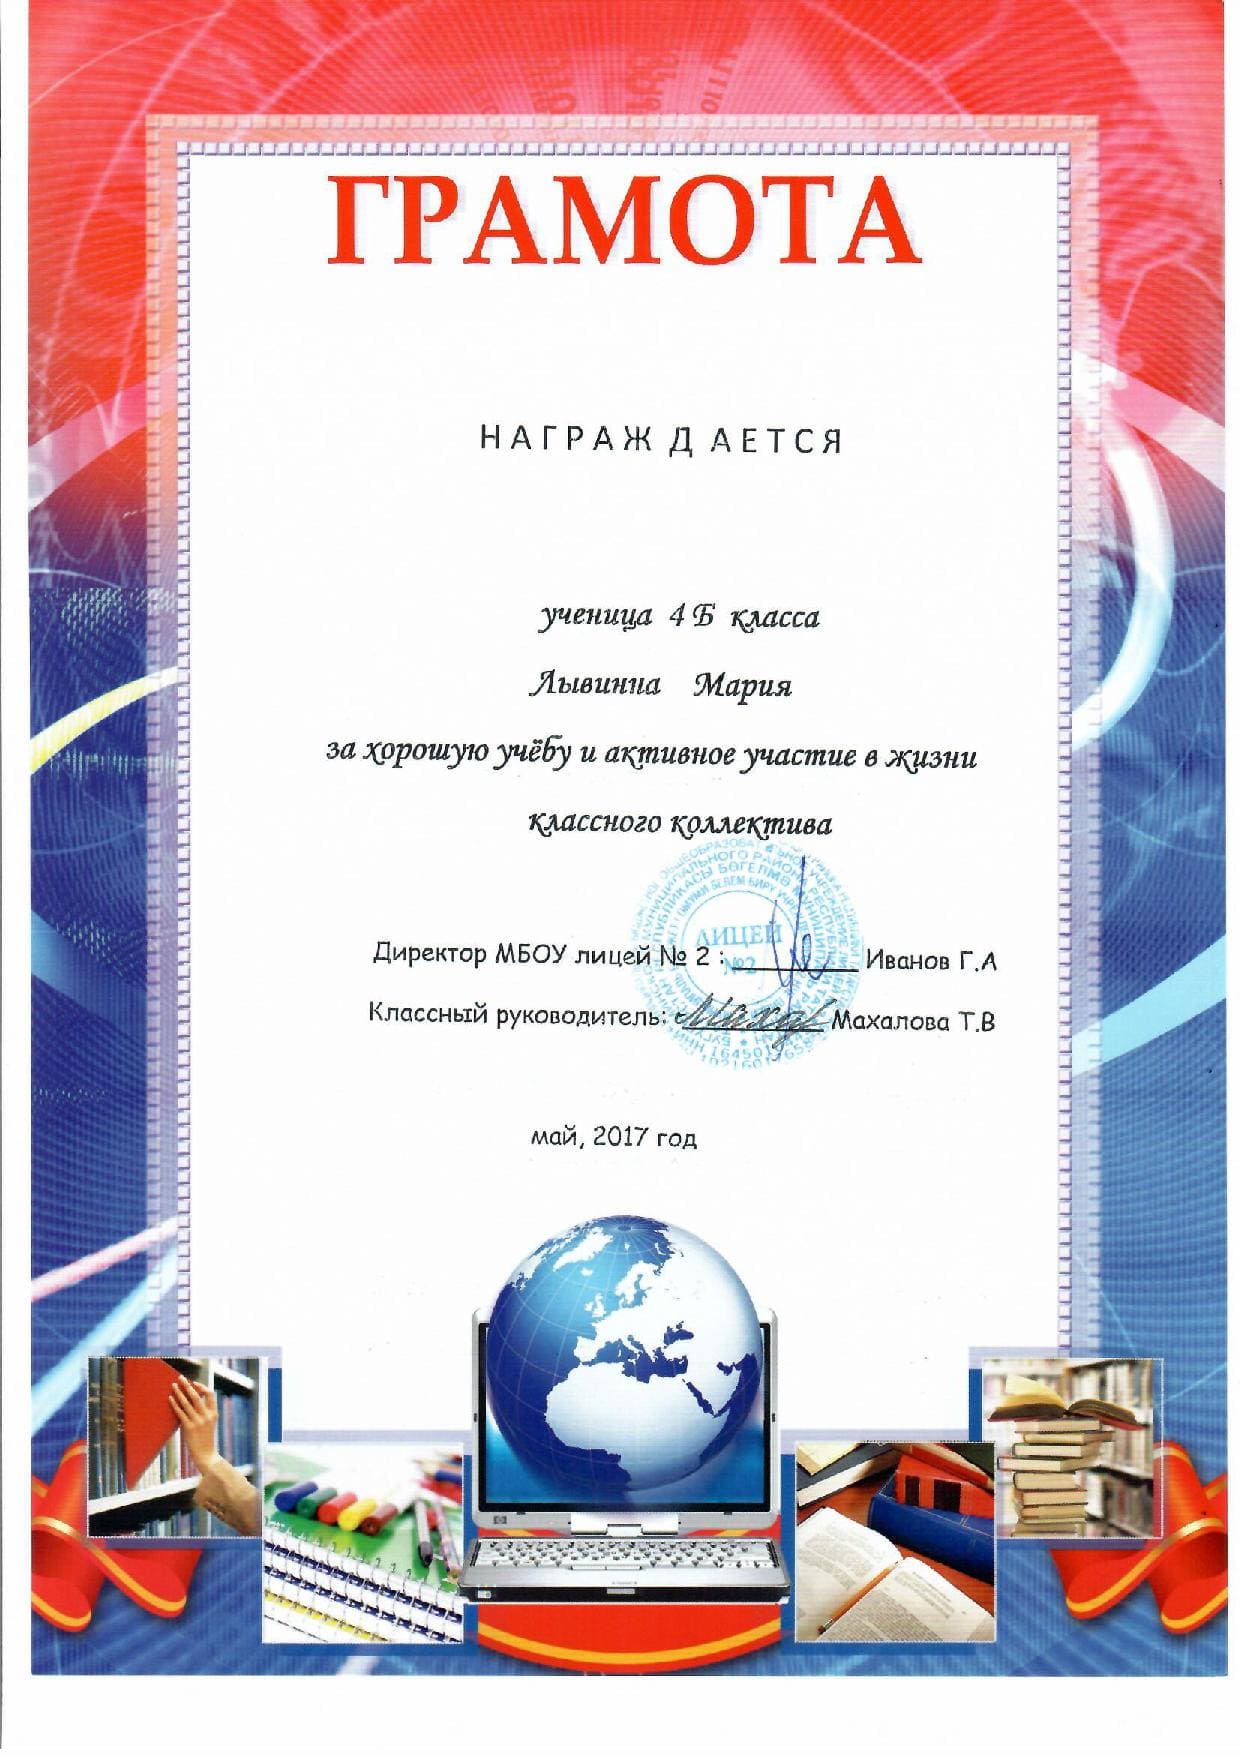 ГРАМОТА
НАГРАЖДАЕТСЯ
ученица 4 Б класса
Лывинна Мария
за хорошую учёбу и активное участие в жизни
классного коллектива
Директор МБОУ лицей № 2 : Иванов Г.А
Классный руководитель: Махалова Т.В
ЛИЦЕЙ
№2
май, 2017 год